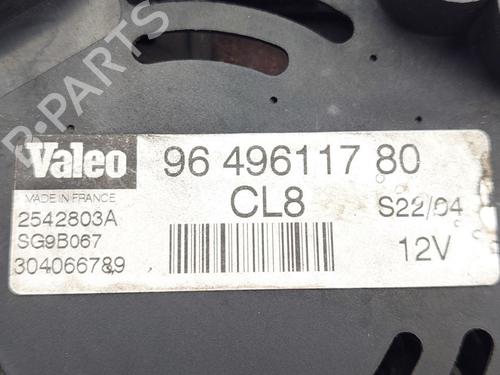 B-PARTS
Valeo
96 496117 80
MADE IN FRANCE
CL8
S22/04
2542803A
SG9B067
12V
304066789